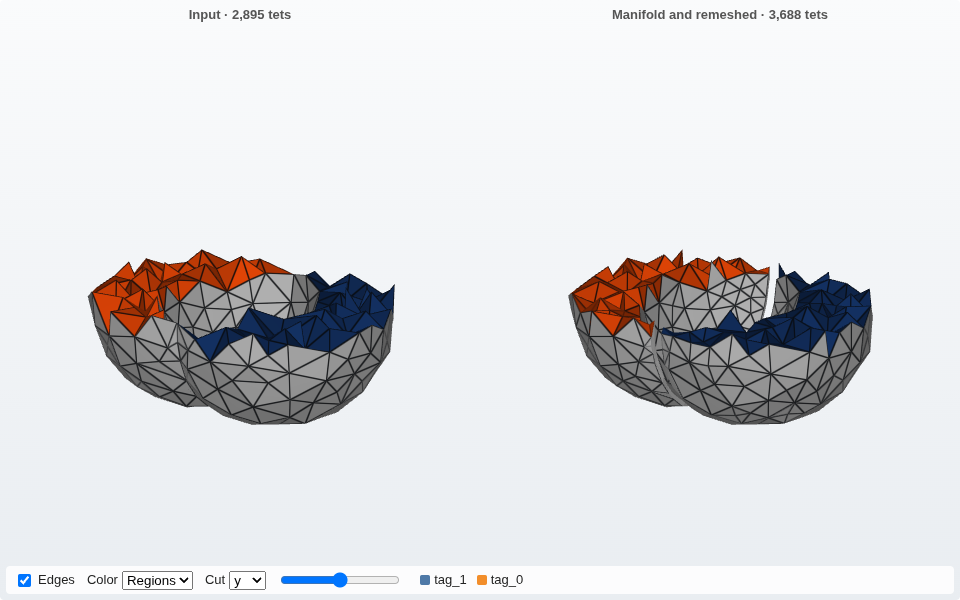 Input · 2,895 tets
Manifold and remeshed · 3,688 tets
Edges Color Regions Cut y tag_1 tag_0